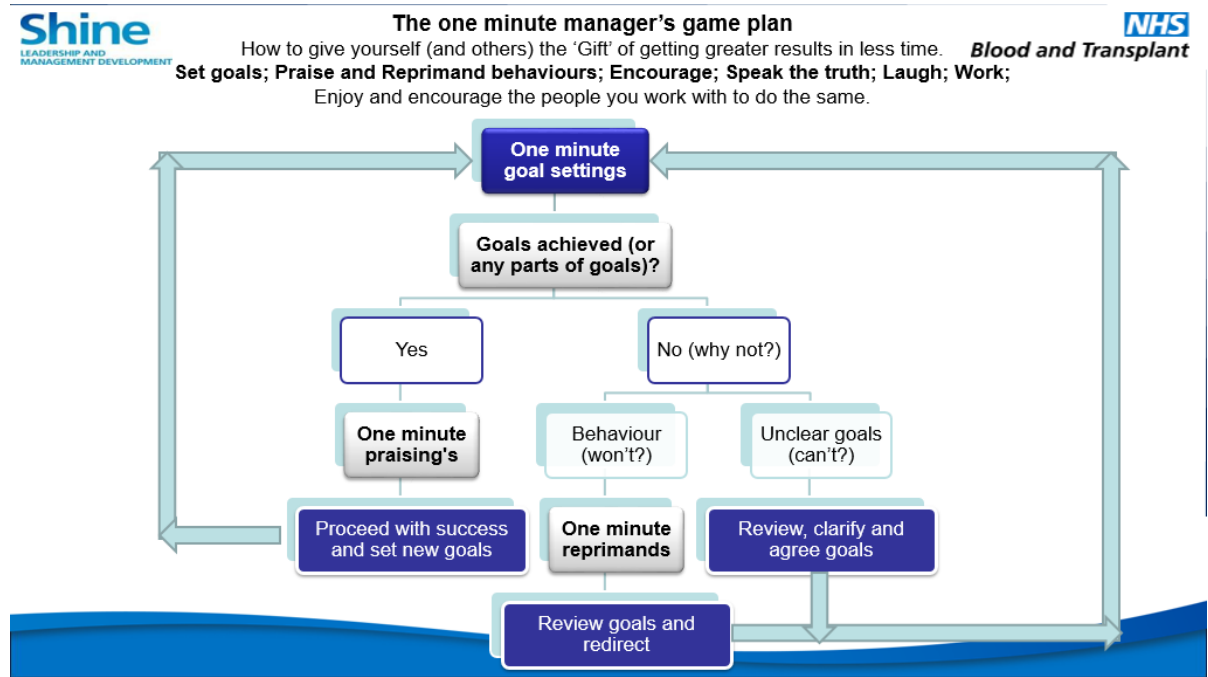 Shine
LEADERSHIP AND
MANAGEMENT DEVELOPMENT
The one minute manager's game plan
How to give yourself (and others) the 'Gift' of getting greater results in less time.
Set goals; Praise and Reprimand behaviours; Encourage; Speak the truth; Laugh; Work;
Enjoy and encourage the people you work with to do the same.
NHS
Blood and Transplant
One minute
goal settings
Goals achieved (or
any parts of goals)?
Yes
No (why not?)
One minute
praising's
Behaviour
(won't?)
Unclear goals
(can't?)
Proceed with success
and set new goals
One minute
reprimands
Review, clarify and
agree goals
Review goals and
redirect